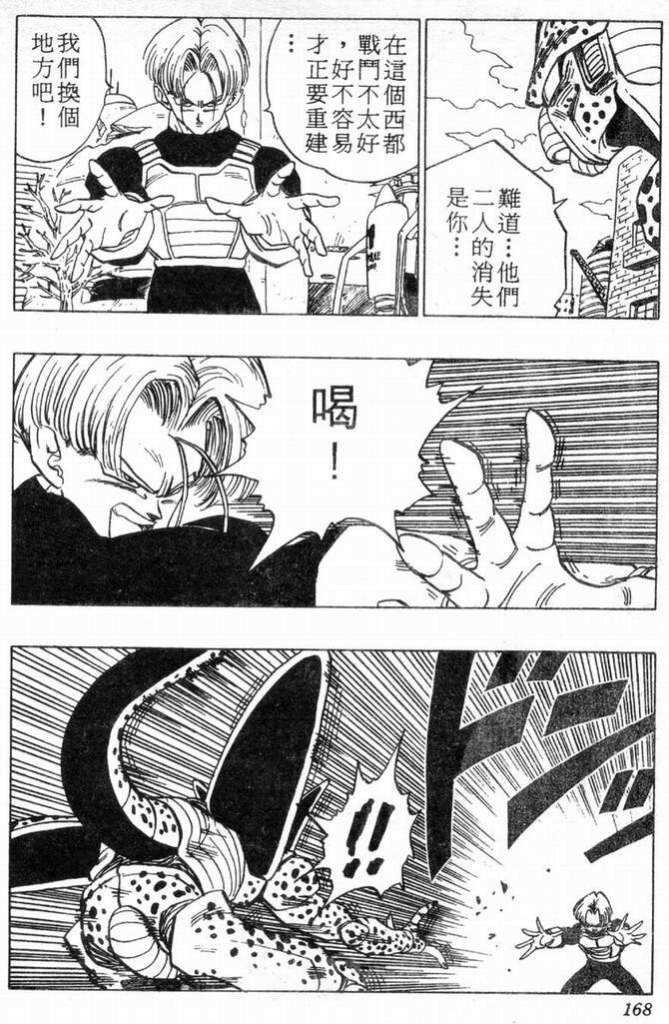 難道…他們
二人的消失
是你…
在這個西都
戰鬥不太好
，好不容易
才正要重建
…
我們換個
地方吧！
喝！
!!
168